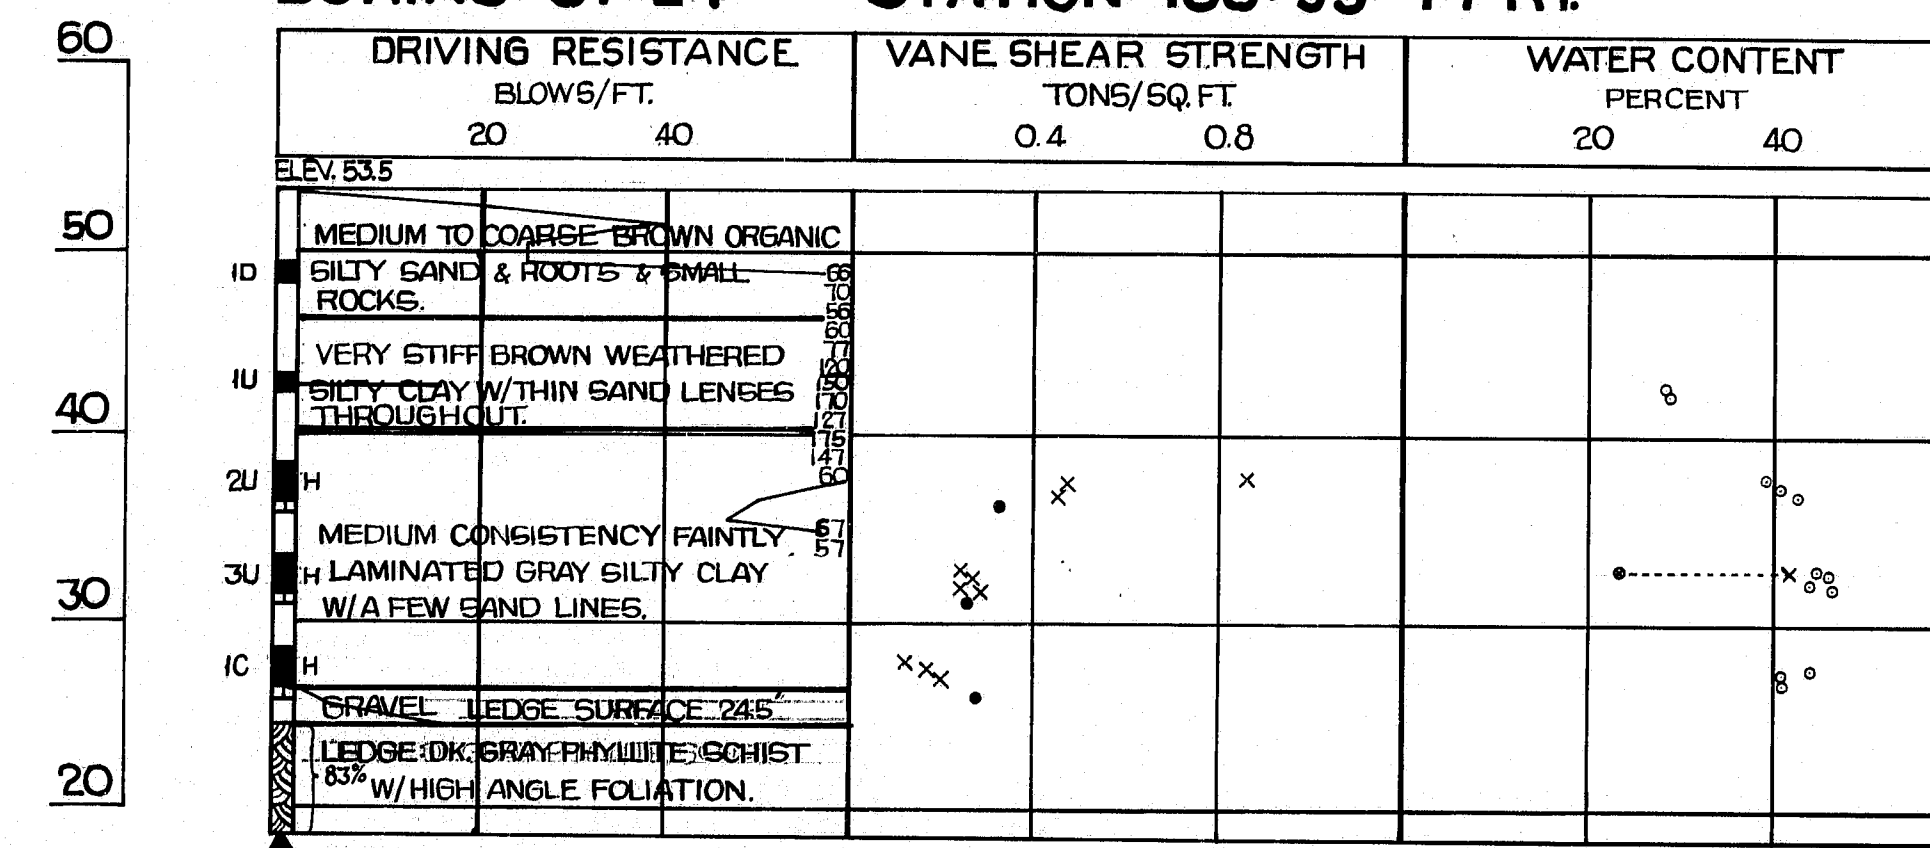 60
DRIVING RESISTANCE
BLOWS/FT.
20 40
VANE SHEAR STRENGTH
TONS/SQ. FT.
0.4 0.8
WATER CONTENT
PERCENT
20 40
ELEV. 53.5
50
MEDIUM TO COARSE BROWN ORGANIC
1D SILTY SAND & ROOTS & SMALL 66
70
ROCKS. 56
60
VERY STIFF BROWN WEATHERED 77
120
1U SILTY CLAY W/THIN SAND LENSES 150
170
40 THROUGHOUT. 127
175
147
2U H 60
MEDIUM CONSISTENCY FAINTLY 67
57
3U H LAMINATED GRAY SILTY CLAY
30 W/A FEW SAND LINES.
1C H
GRAVEL LEDGE SURFACE 24.5
LEDGE: DK. GRAY PHYLLITE SCHIST
83% W/HIGH ANGLE FOLIATION.
20